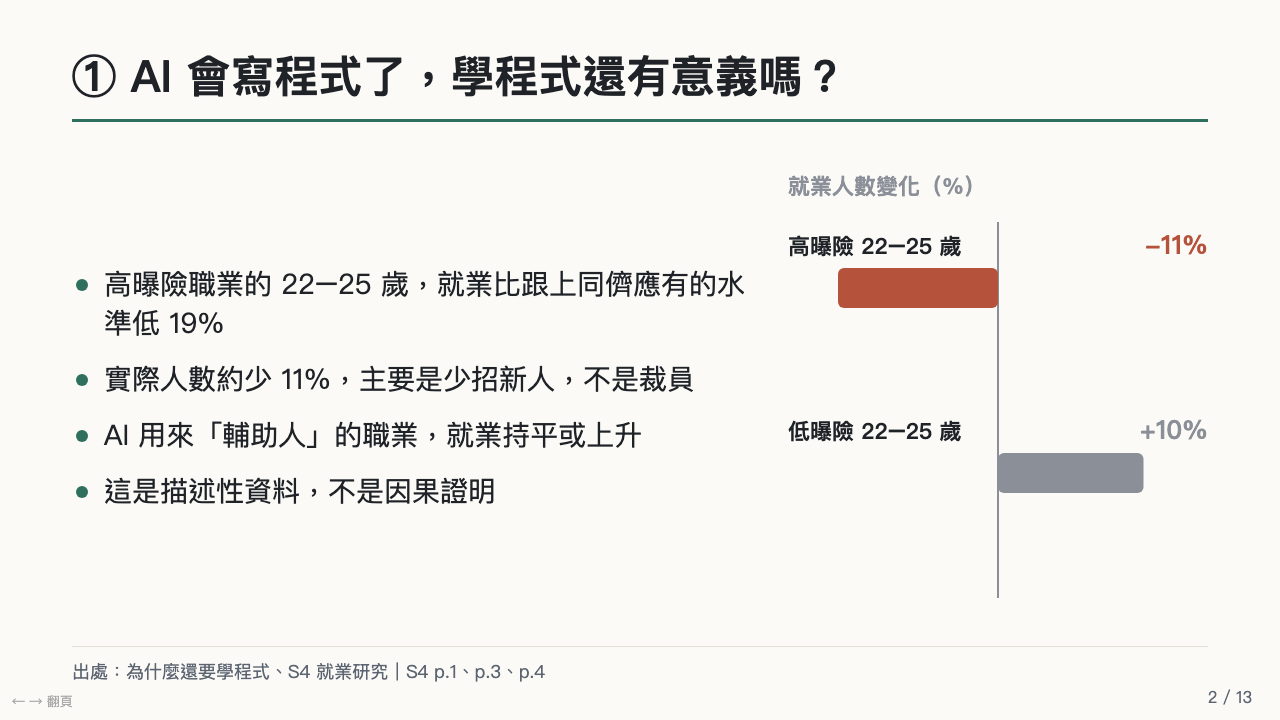 ① AI 會寫程式了，學程式還有意義嗎？
高曝險職業的 22–25 歲，就業比跟上同儕應有的水
準低 19%
實際人數約少 11%，主要是少招新人，不是裁員
AI 用來「輔助人」的職業，就業持平或上升
這是描述性資料，不是因果證明
就業人數變化（%）
高曝險 22–25 歲
–11%
低曝險 22–25 歲
+10%
出處：為什麼還要學程式、S4 就業研究｜S4 p.1、p.3、p.4
← → 翻頁
2 / 13